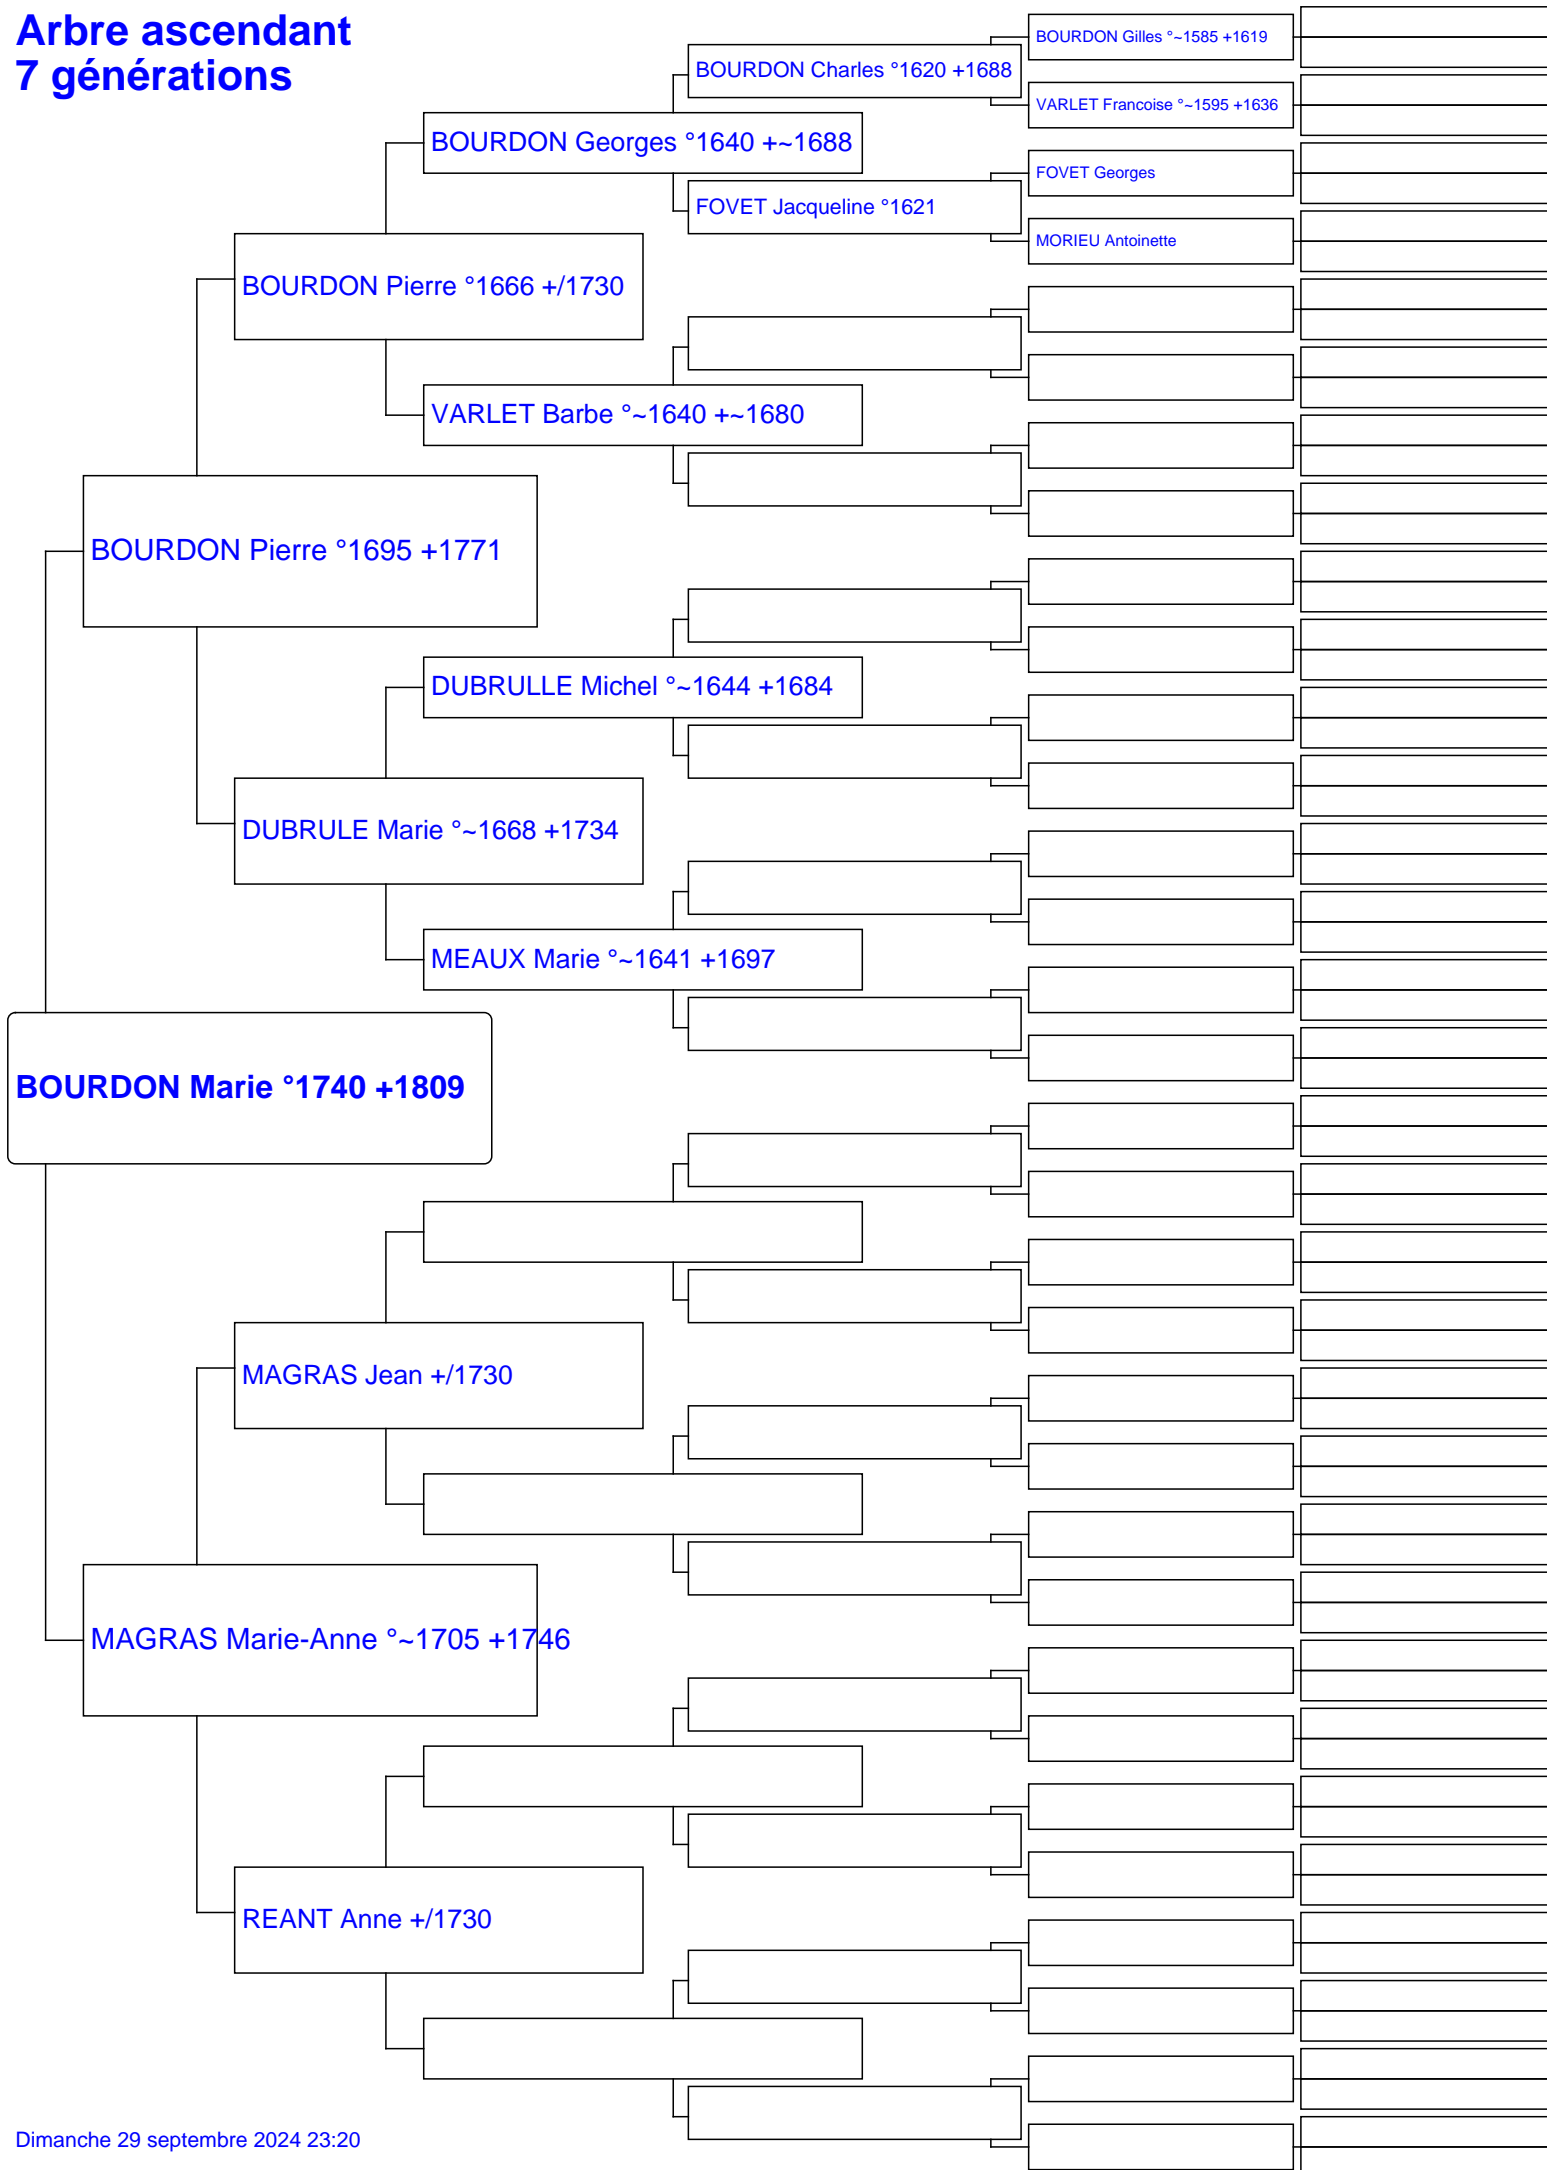 Arbre ascendant
7 générations
BOURDON Gilles °~1585 +1619
BOURDON Charles °1620 +1688
VARLET Francoise °~1595 +1636
BOURDON Georges °1640 +~1688
FOVET Georges
FOVET Jacqueline °1621
MORIEU Antoinette
BOURDON Pierre °1666 +/1730
VARLET Barbe °~1640 +~1680
BOURDON Pierre °1695 +1771
DUBRULLE Michel °~1644 +1684
DUBRULE Marie °~1668 +1734
MEAUX Marie °~1641 +1697
BOURDON Marie °1740 +1809
MAGRAS Jean +/1730
MAGRAS Marie-Anne °~1705 +1746
REANT Anne +/1730
Dimanche 29 septembre 2024 23:20